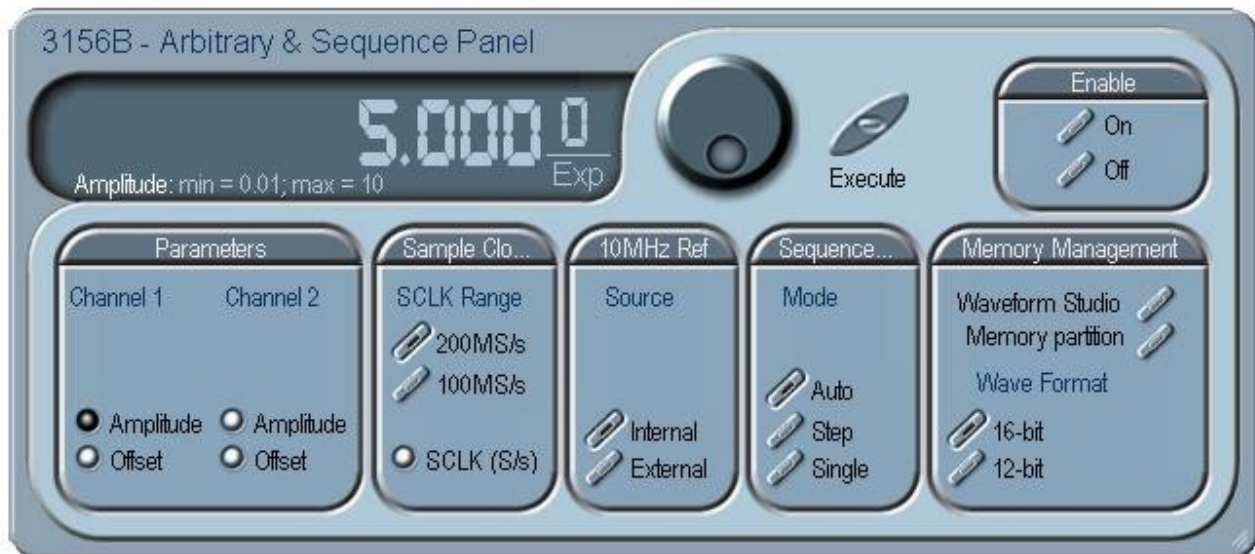 3156B - Arbitrary & Sequence Panel
5.000 0
Exp
Amplitude: min = 0.01; max = 10
Execute
Enable
On
Off
Parameters
Channel 1 Channel 2
Amplitude Amplitude
Offset Offset
Sample Clo...
SCLK Range
200MS/s
100MS/s
SCLK (S/s)
10MHz Ref
Source
Internal
External
Sequence...
Mode
Auto
Step
Single
Memory Management
Waveform Studio
Memory partition
Wave Format
16-bit
12-bit